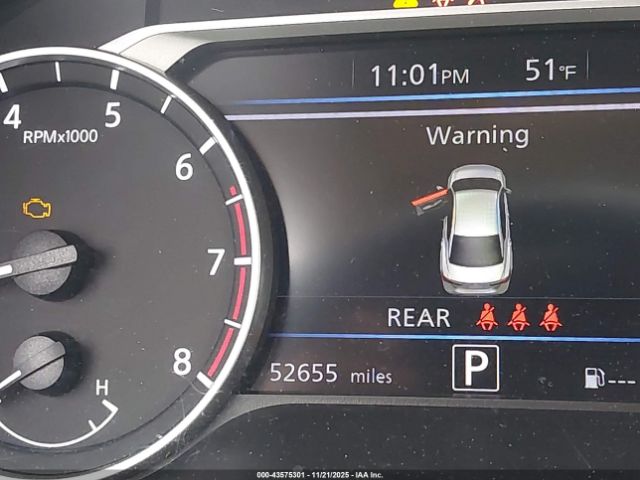 11:01PM 51°F
Warning
4 5 6 7 8
RPMx1000
REAR
52655 miles
P
---
H
000-43575301 - 11/21/2025 - IAA Inc.